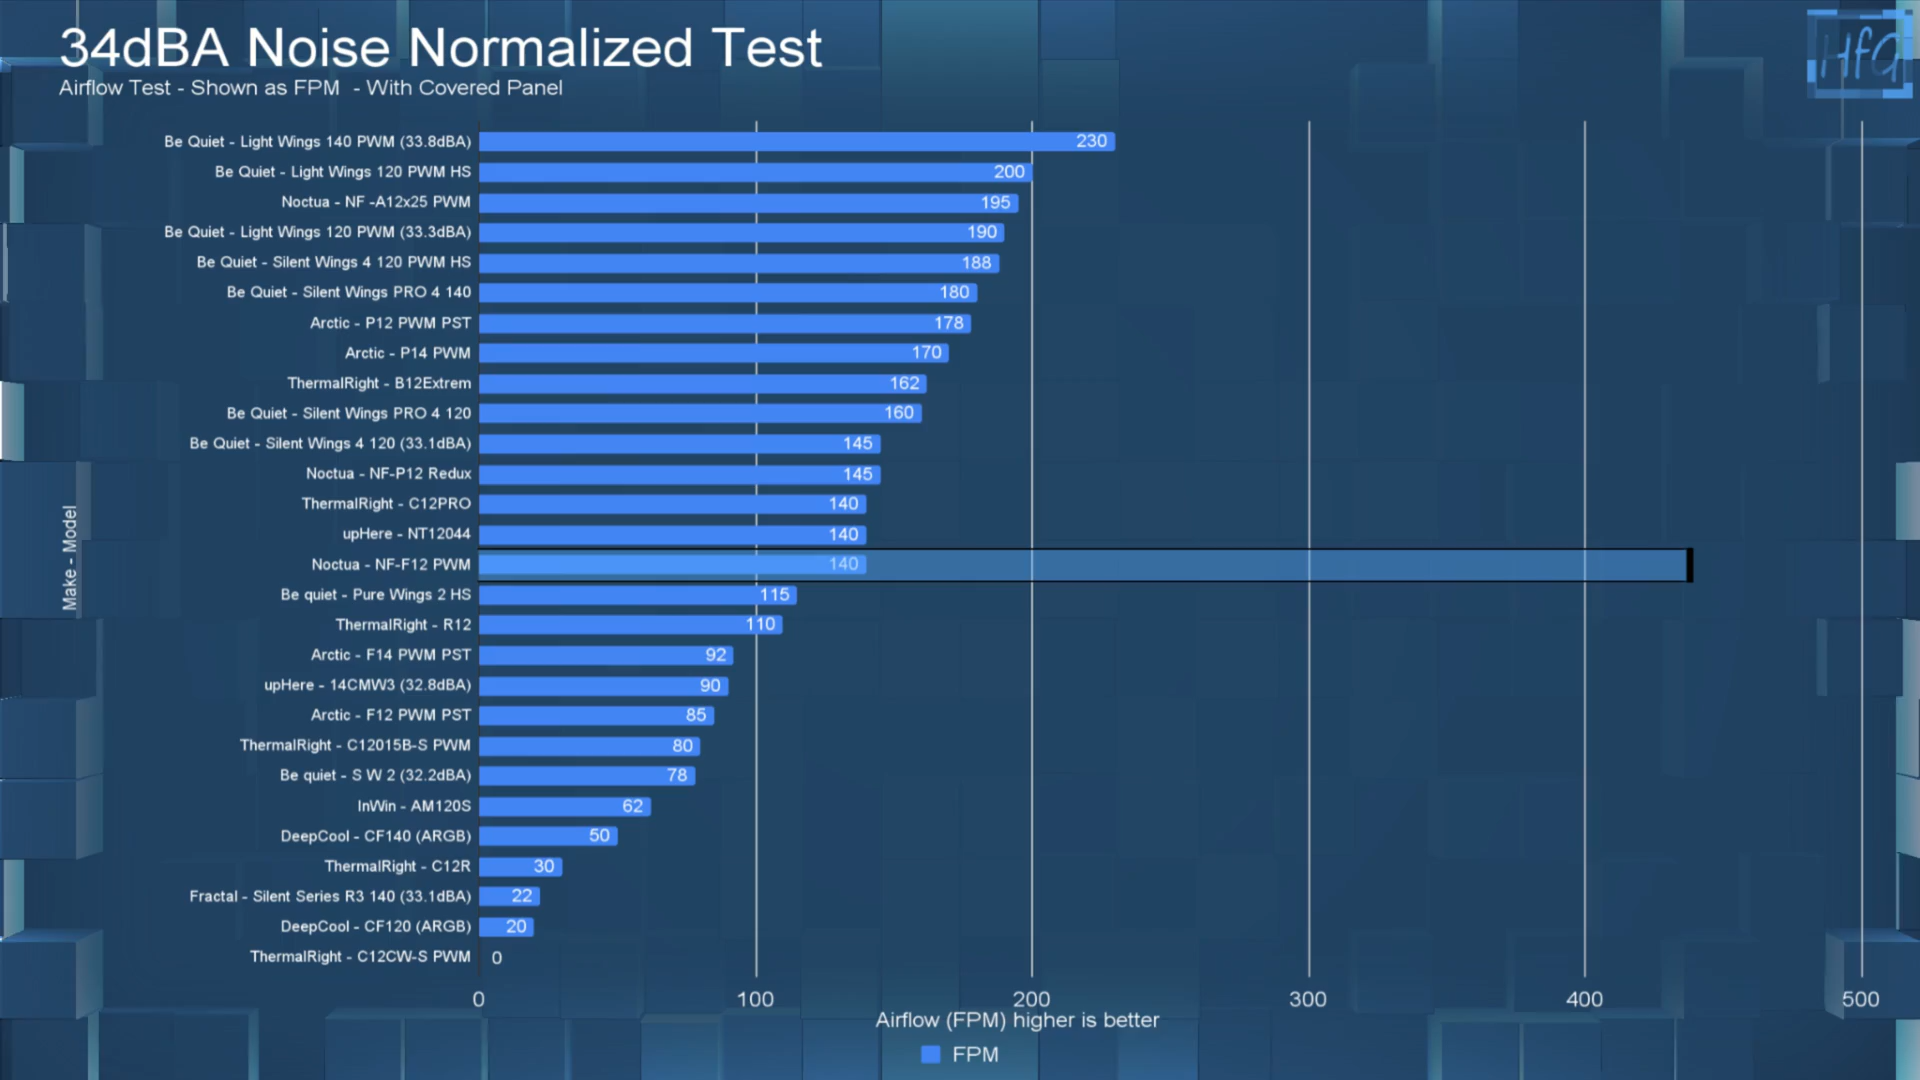 34dBA Noise Normalized Test
Airflow Test - Shown as FPM - With Covered Panel
HfG
Make - Model
Be Quiet - Light Wings 140 PWM (33.8dBA) 230
Be Quiet - Light Wings 120 PWM HS 200
Noctua - NF -A12x25 PWM 195
Be Quiet - Light Wings 120 PWM (33.3dBA) 190
Be Quiet - Silent Wings 4 120 PWM HS 188
Be Quiet - Silent Wings PRO 4 140 180
Arctic - P12 PWM PST 178
Arctic - P14 PWM 170
ThermalRight - B12Extrem 162
Be Quiet - Silent Wings PRO 4 120 160
Be Quiet - Silent Wings 4 120 (33.1dBA) 145
Noctua - NF-P12 Redux 145
ThermalRight - C12PRO 140
upHere - NT12044 140
Noctua - NF-F12 PWM 140
Be quiet - Pure Wings 2 HS 115
ThermalRight - R12 110
Arctic - F14 PWM PST 92
upHere - 14CMW3 (32.8dBA) 90
Arctic - F12 PWM PST 85
ThermalRight - C12015B-S PWM 80
Be quiet - S W 2 (32.2dBA) 78
InWin - AM120S 62
DeepCool - CF140 (ARGB) 50
ThermalRight - C12R 30
Fractal - Silent Series R3 140 (33.1dBA) 22
DeepCool - CF120 (ARGB) 20
ThermalRight - C12CW-S PWM 0
0 100 200 300 400 500
Airflow (FPM) higher is better
FPM